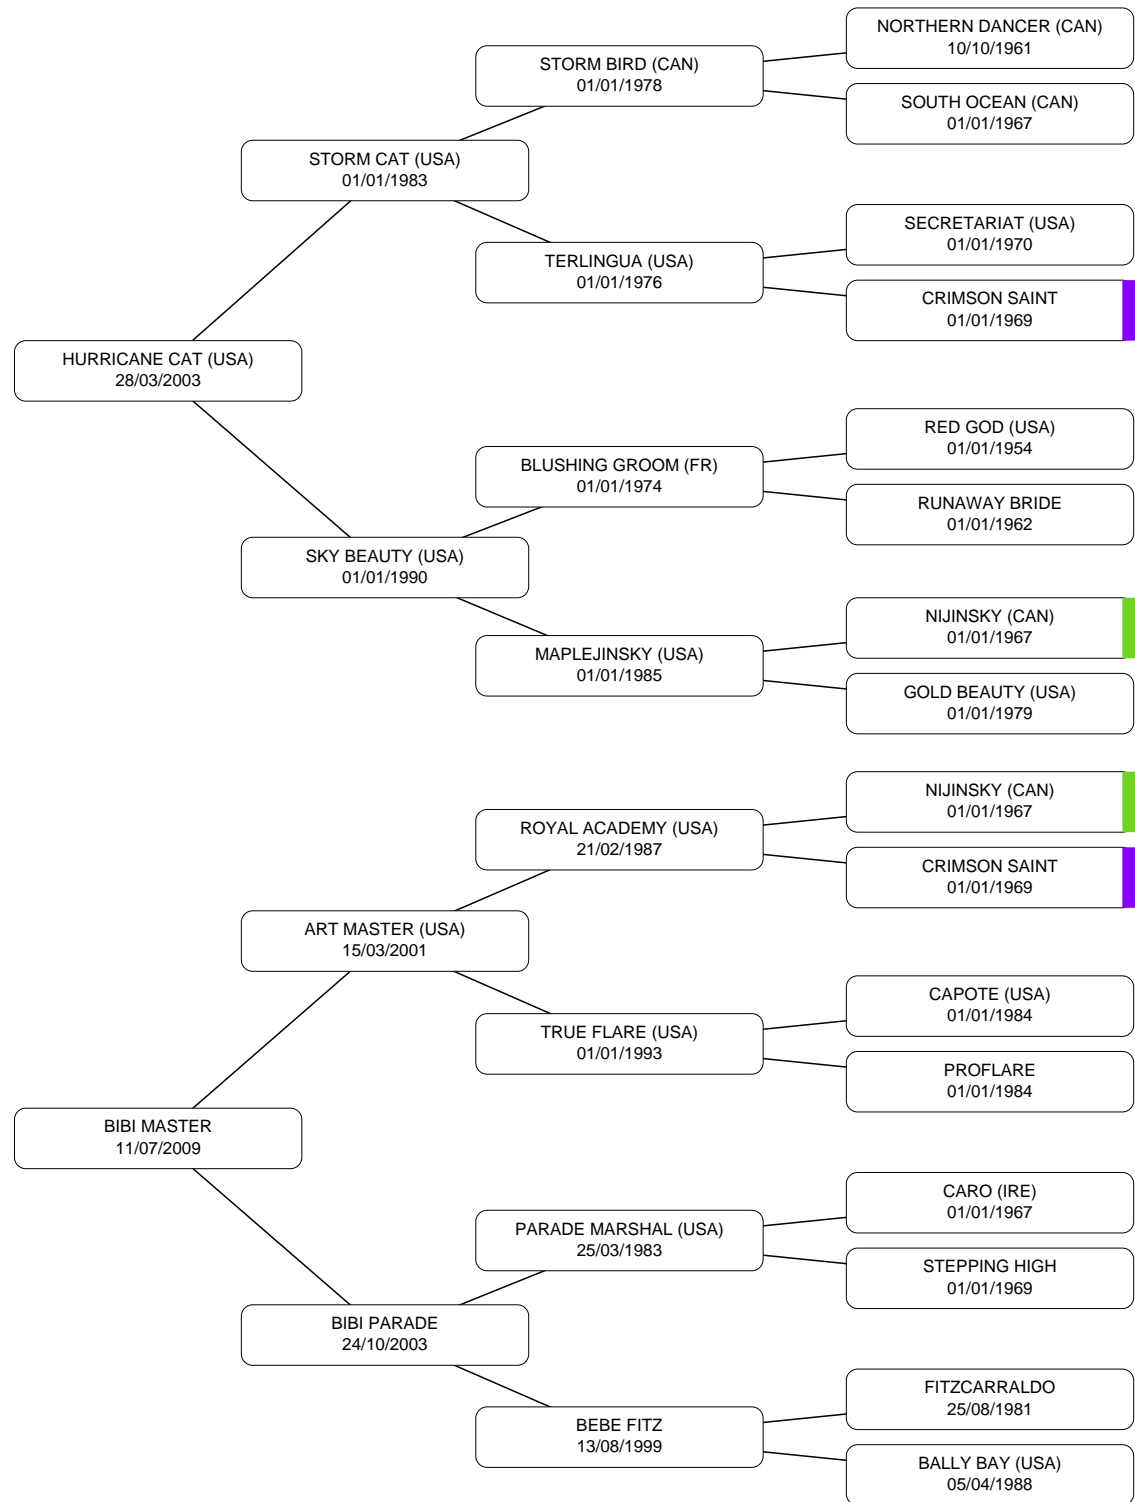 NORTHERN DANCER (CAN)
10/10/1961
STORM BIRD (CAN)
01/01/1978
SOUTH OCEAN (CAN)
01/01/1967
STORM CAT (USA)
01/01/1983
SECRETARIAT (USA)
01/01/1970
TERLINGUA (USA)
01/01/1976
CRIMSON SAINT
01/01/1969
HURRICANE CAT (USA)
28/03/2003
RED GOD (USA)
01/01/1954
BLUSHING GROOM (FR)
01/01/1974
RUNAWAY BRIDE
01/01/1962
SKY BEAUTY (USA)
01/01/1990
NIJINSKY (CAN)
01/01/1967
MAPLEJINSKY (USA)
01/01/1985
GOLD BEAUTY (USA)
01/01/1979
NIJINSKY (CAN)
01/01/1967
ROYAL ACADEMY (USA)
21/02/1987
CRIMSON SAINT
01/01/1969
ART MASTER (USA)
15/03/2001
CAPOTE (USA)
01/01/1984
TRUE FLARE (USA)
01/01/1993
PROFLARE
01/01/1984
BIBI MASTER
11/07/2009
CARO (IRE)
01/01/1967
PARADE MARSHAL (USA)
25/03/1983
STEPPING HIGH
01/01/1969
BIBI PARADE
24/10/2003
FITZCARRALDO
25/08/1981
BEBE FITZ
13/08/1999
BALLY BAY (USA)
05/04/1988